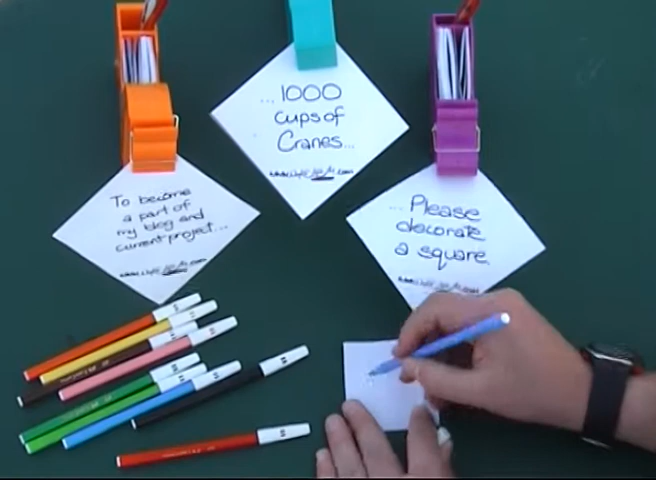 To become
a part of
my blog and
current project...
... 1000
cups of
Cranes...
... Please
decorate
a square.